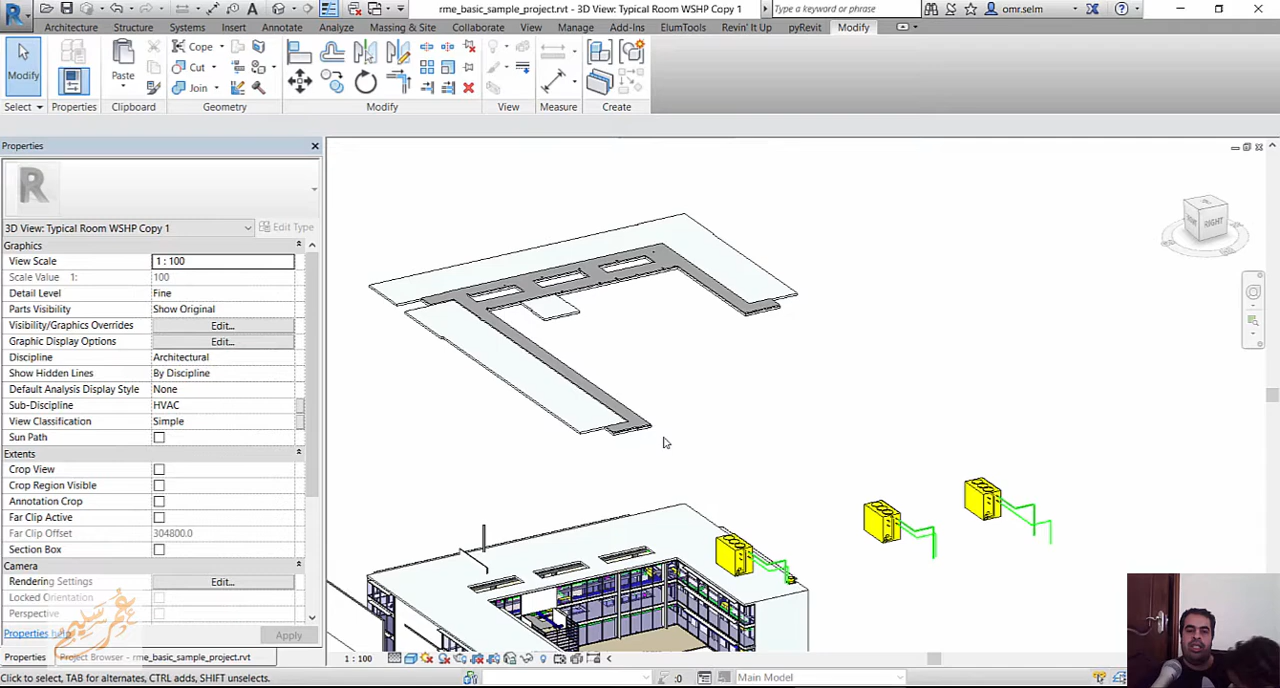 rme_basic_sample_project.rvt - 3D View: Typical Room WSHP Copy 1
Type a keyword or phrase
omr.selm
Architecture Structure Systems Insert Annotate Analyze Massing & Site Collaborate View Manage Add-Ins ElumTools Revin' It Up pyRevit Modify
Modify
Paste
Cope
Cut
Join
Select Properties Clipboard Geometry Modify View Measure Create
Properties
R
3D View: Typical Room WSHP Copy 1
Edit Type
Graphics
View Scale 1 : 100
Scale Value 1: 100
Detail Level Fine
Parts Visibility Show Original
Visibility/Graphics Overrides Edit...
Graphic Display Options Edit...
Discipline Architectural
Show Hidden Lines By Discipline
Default Analysis Display Style None
Sub-Discipline HVAC
View Classification Simple
Sun Path
Extents
Crop View
Crop Region Visible
Annotation Crop
Far Clip Active
Far Clip Offset 304800.0
Section Box
Camera
Rendering Settings Edit...
Locked Orientation
Perspective
Properties help
Apply
عمر سليم
Properties Project Browser - rme_basic_sample_project.rvt
1 : 100
Click to select, TAB for alternates, CTRL adds, SHIFT unselects.
:0
Main Model
RIGHT